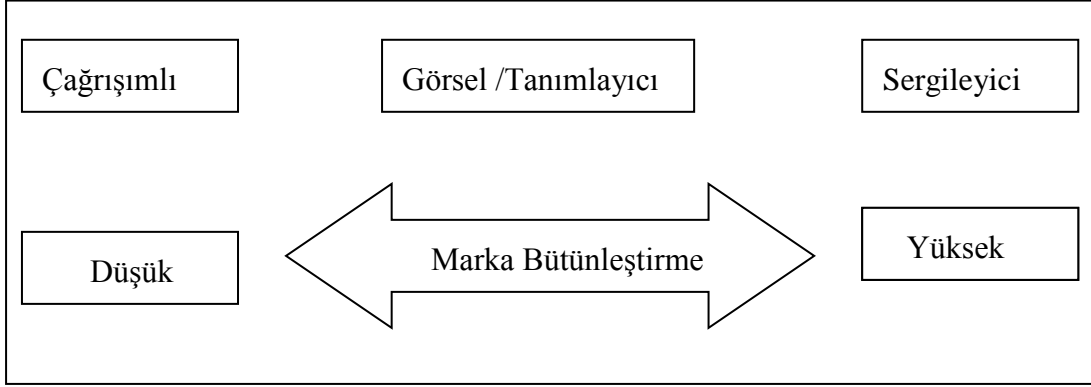 Çağrışımlı
Görsel /Tanımlayıcı
Sergileyici
Düşük
Marka Bütünleştirme
Yüksek